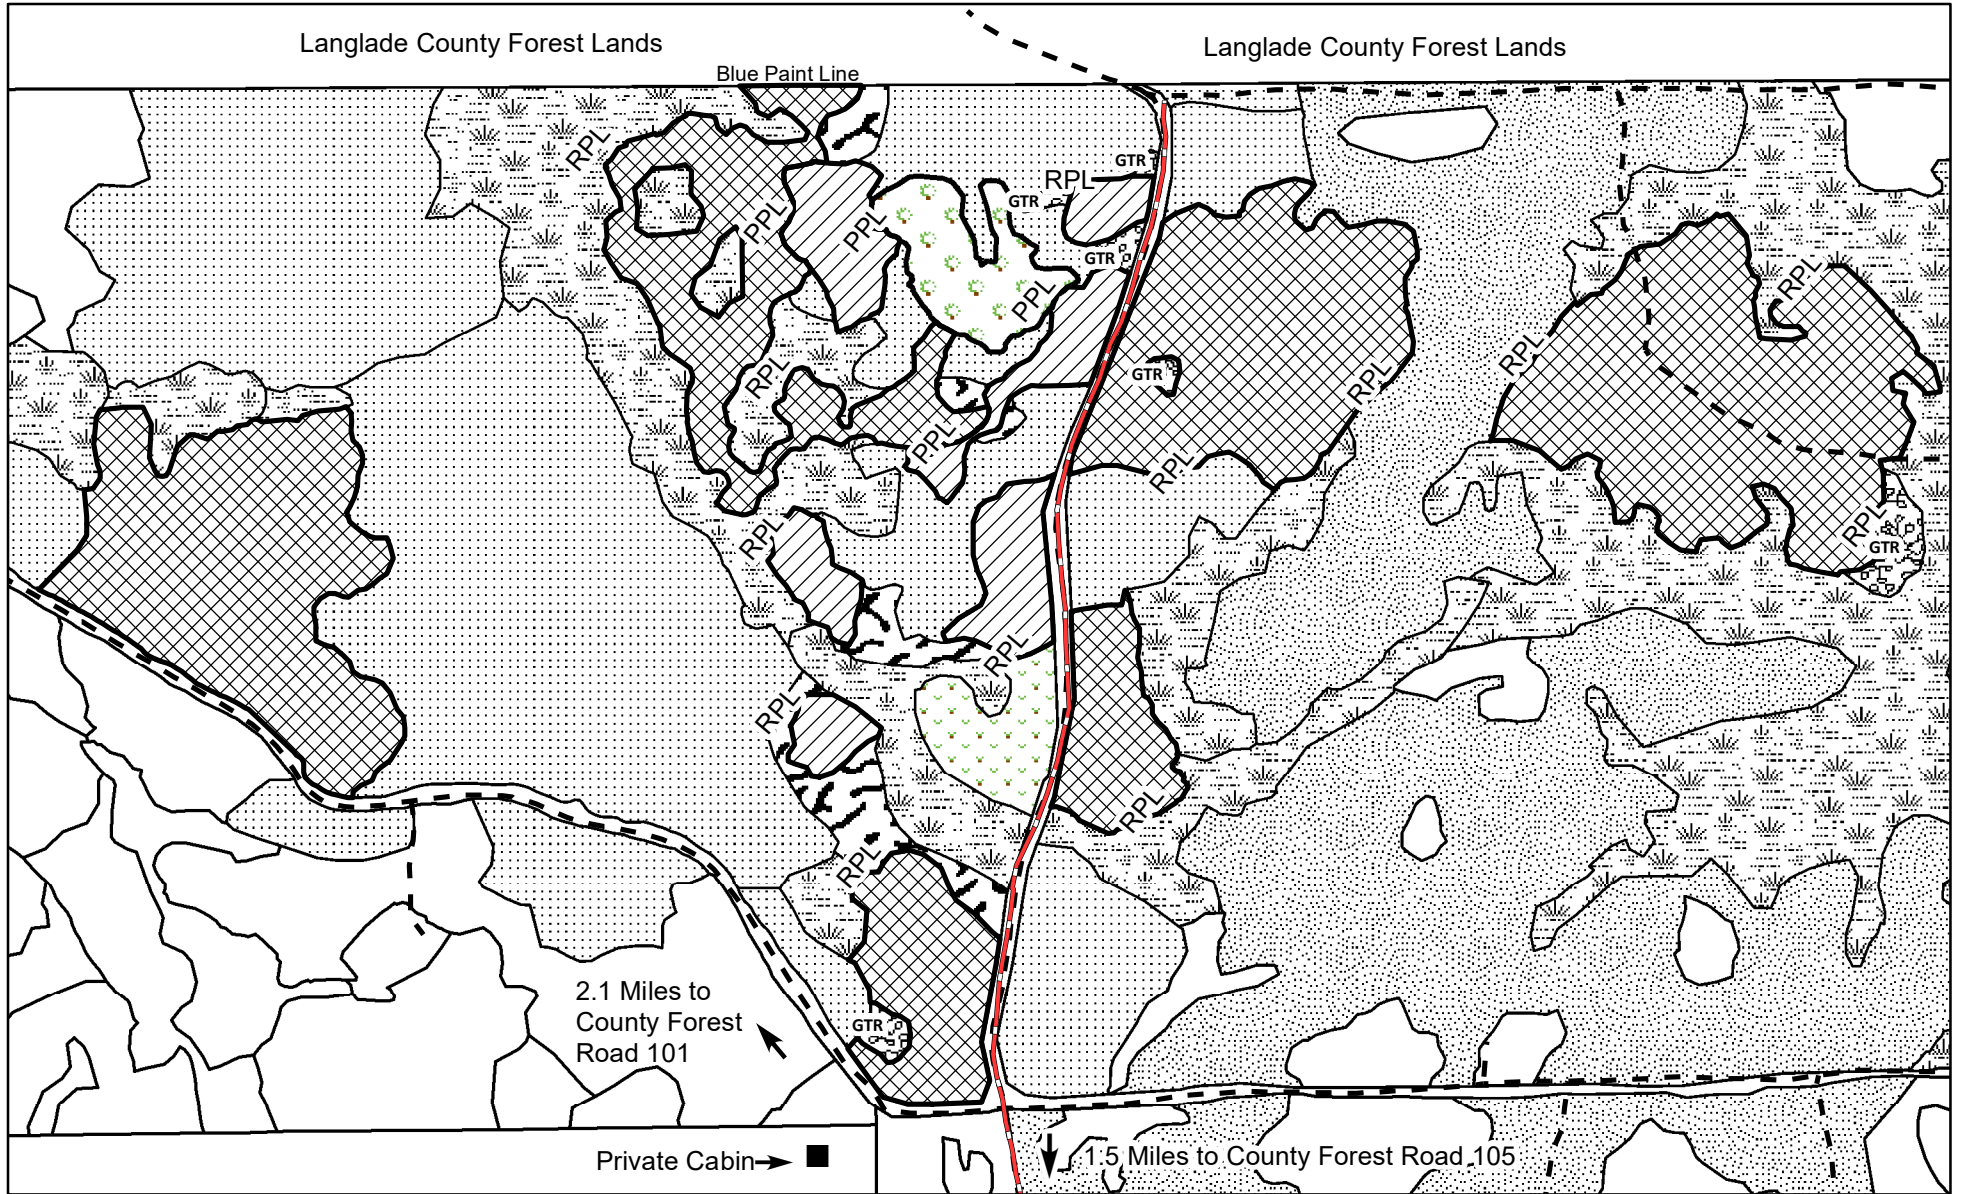 Langlade County Forest Lands
Langlade County Forest Lands
Blue Paint Line
RPL
GTR
RPL
GTR
PPL
PPL
GTR
PPL
RPL
RPL
GTR
RPL
RPL
RPL
PPL
RPL
RPL
RPL
GTR
RPL
RPL
RPL
RPL
2.1 Miles to
County Forest
Road 101
GTR
Private Cabin
1.5 Miles to County Forest Road 105